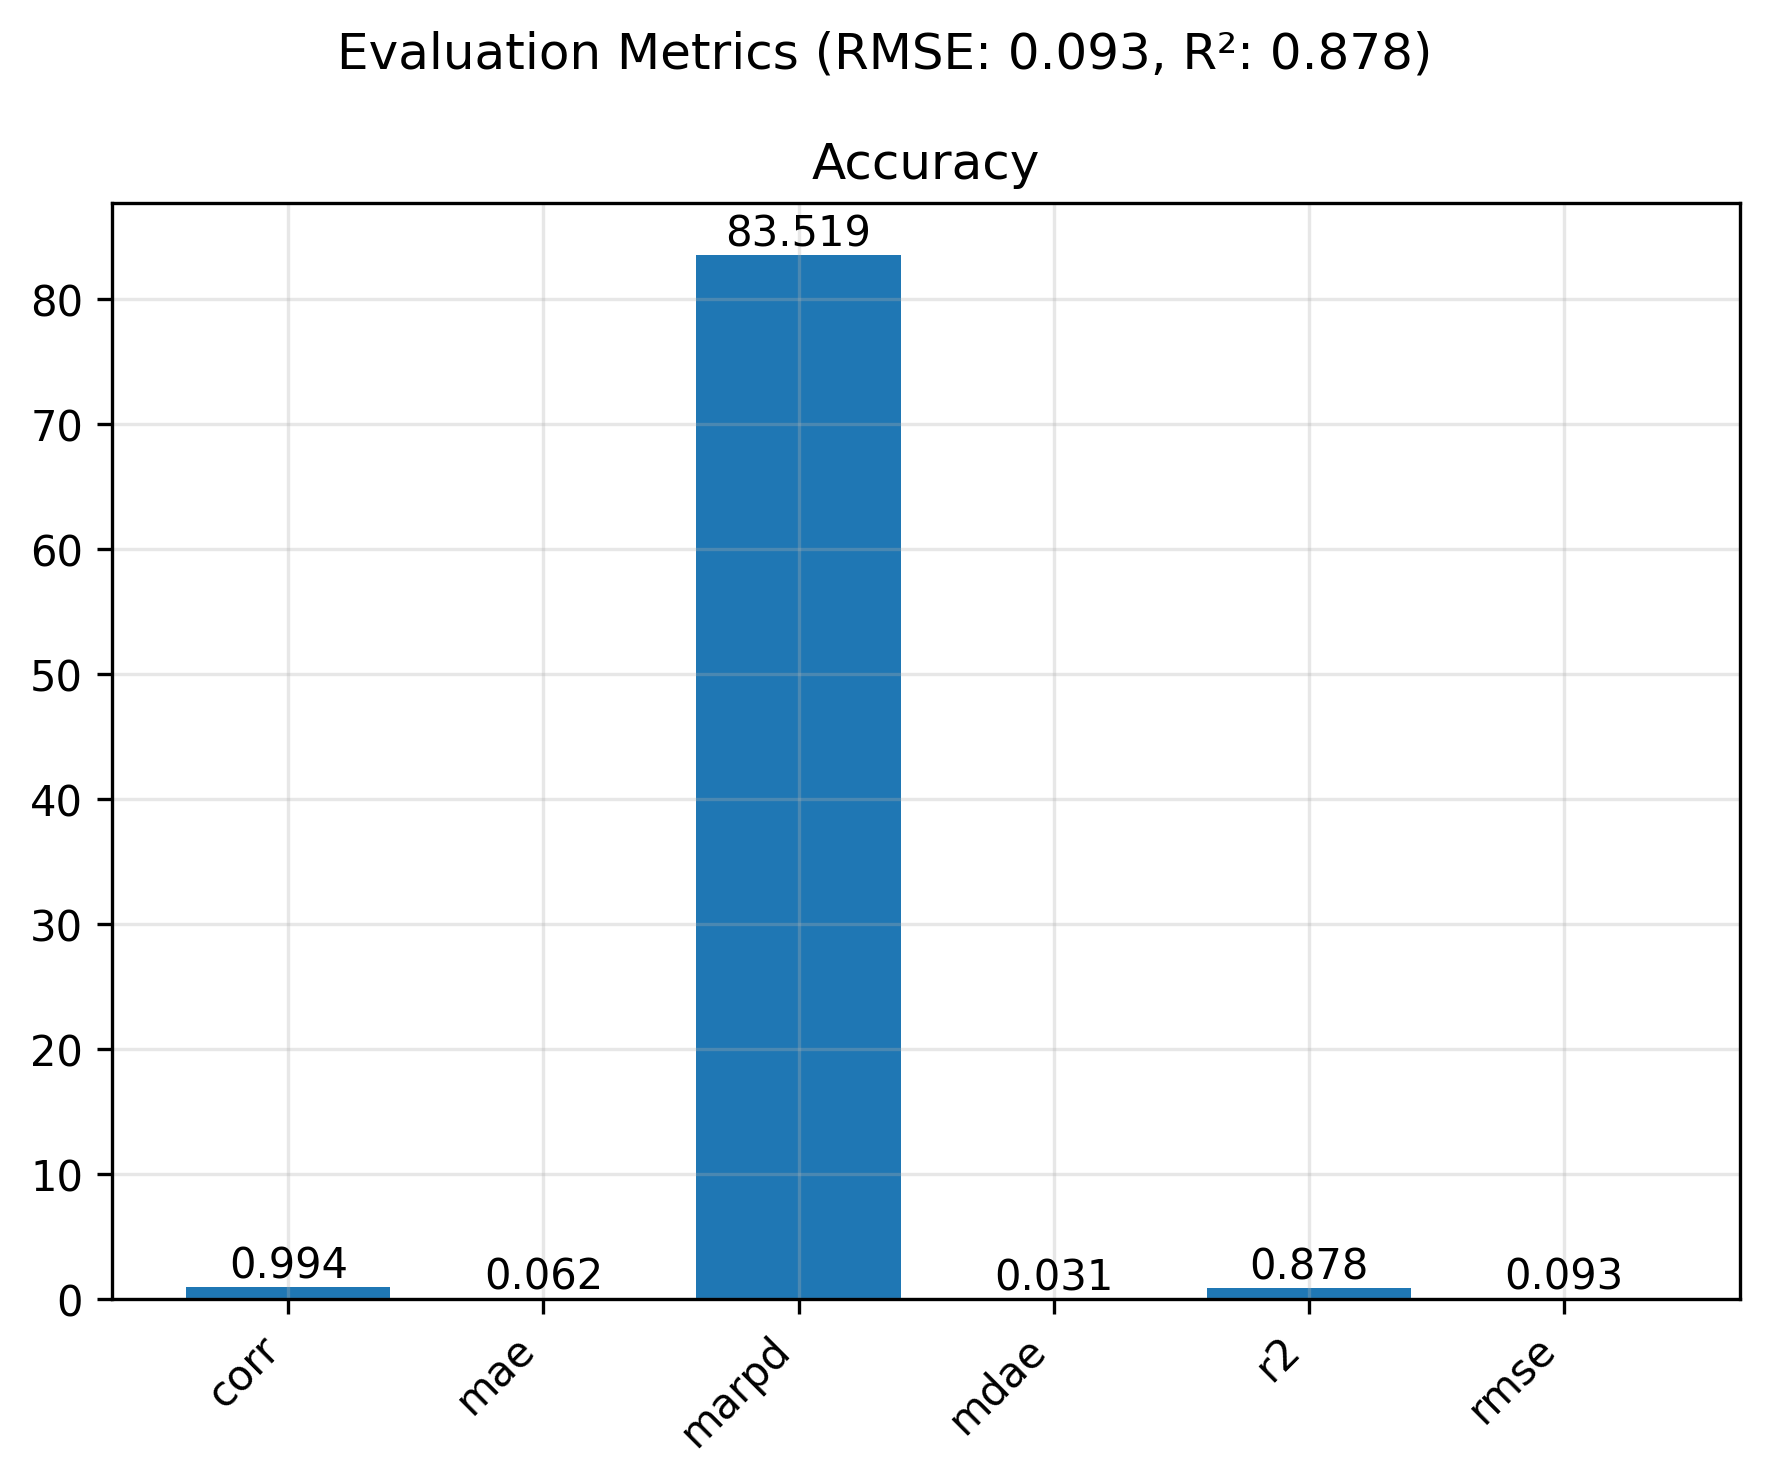 Evaluation Metrics (RMSE: 0.093, R²: 0.878)
Accuracy
83.519
80
70
60
50
40
30
20
10
0
0.994
0.062
0.031
0.878
0.093
corr
mae
marpd
mdae
r2
rmse